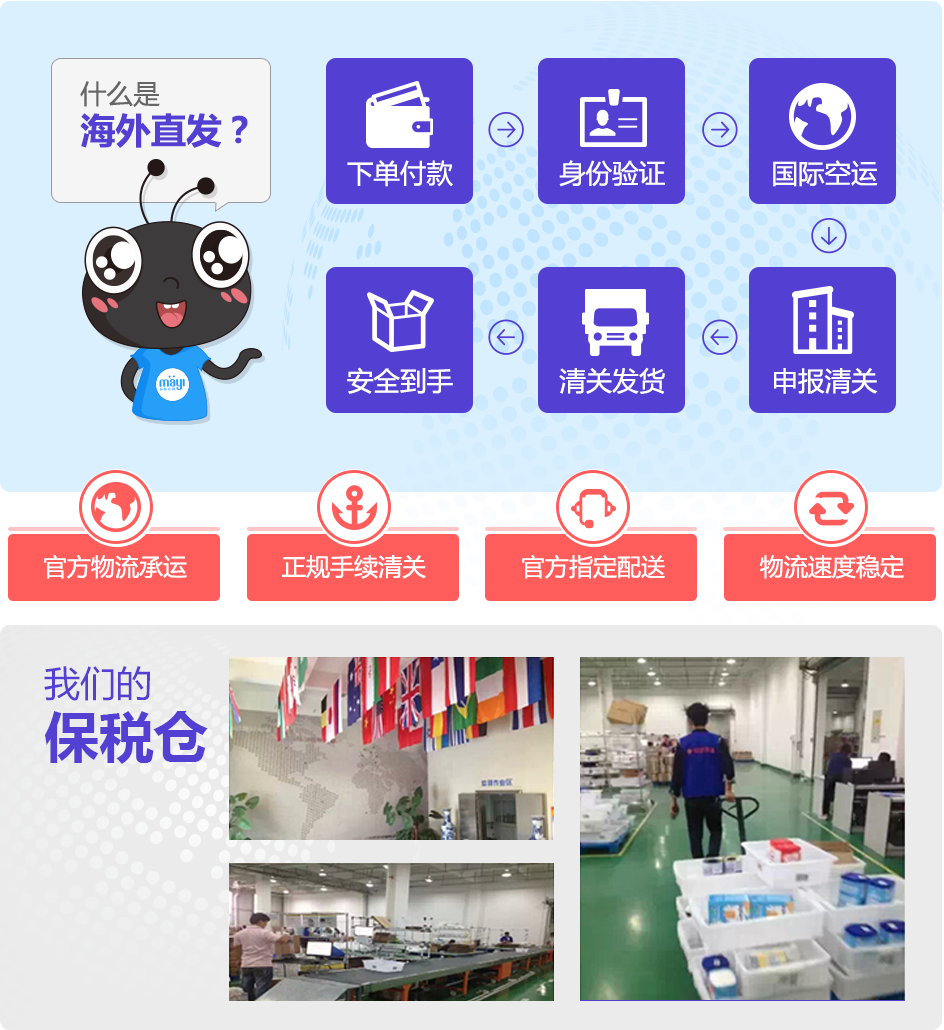 什么是
海外直发？
下单付款
身份验证
国际空运
安全到手
清关发货
申报清关
mayi
官方物流承运
正规手续清关
官方指定配送
物流速度稳定
我们的
保税仓